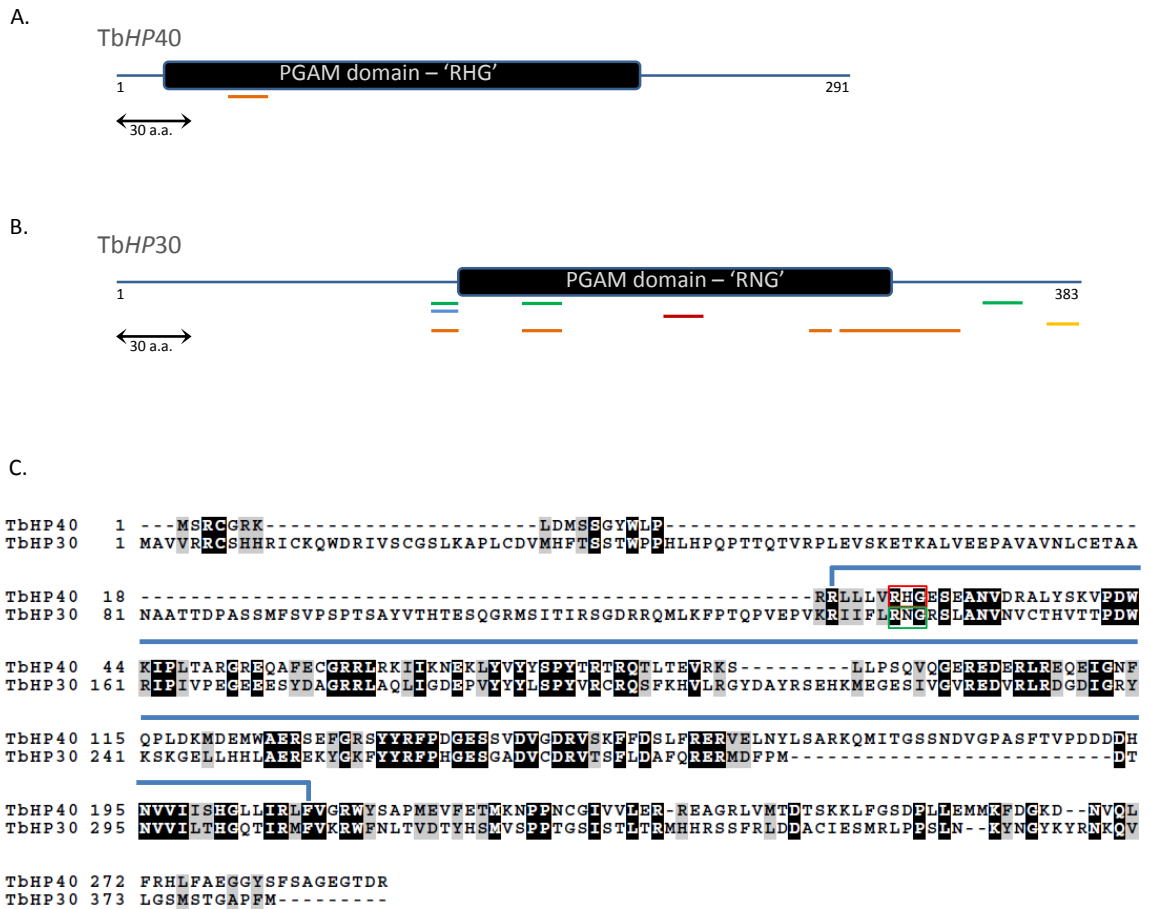 A.
TbHP40
PGAM domain – ‘RHG’
1 291
30 a.a.
B.
TbHP30
PGAM domain – ‘RNG’
1 383
30 a.a.
C.
TbHP40 1 ---MSRCGRK----------------------LDMSSGYWLP--------------------------------------
TbHP30 1 MAVVRRCSHHRICKQWDRIVSCGSLKAPLCDVMHFTSSTWPPHLHPQPTTQTVRPLEVSKETKALVEEPAVAVNLCETAA
TbHP40 18 ------------------------------------------------------RRLLLVRHGESEANVDRALYSKVPDW
TbHP30 81 NAATTDPASSMFSVPSPTSAYVTHTESQGRMSITIRSGDRRQMLKFPTQPVEPVKRIIFLRNGRSLANVNVCTHVTTPDW
TbHP40 44 KIPLTARGREQAFECGRRLRKIIKNEKLYVYYSPYTRTRQTLTEVRKS---------LLPSQVQGEREDERLREQEIGNF
TbHP30 161 RIPIVPEGEEESYDAGRRLAQLIGDEPVYYYLSPYVRCRQSFKHVLRGYDAYRSEHKMEGESIVGVREDVRLRDGDIGRY
TbHP40 115 QPLDKMDEMWAERSEFGRSYYRFPDGESSVDVGDRVSKFFDSLFRERVELNYLSARKQMITGSSNDVGPASFTVPDDDDH
TbHP30 241 KSKGELLHHLAEREKYGKFYYRFPHGESGADVCDRVTSFLDAFQRERMDFPM--------------------------DT
TbHP40 195 NVVIISHGLLIRLFVGRWYSAPMEVFETMKNPPNCGIVVLER-REAGRLVMTDTSKKLFGSDPLLEMMKFDGKD--NVQL
TbHP30 295 NVVILTHGQTIRMFVKRWFNLTVDTYHSMVSPPTGSISTLTRMHHRSSFRLDDACIESMRLPPSLN--KYNGYKYRNKQV
TbHP40 272 FRHLFAEGGYSFSAGEGTDR
TbHP30 373 LGSMSTGAPFM---------